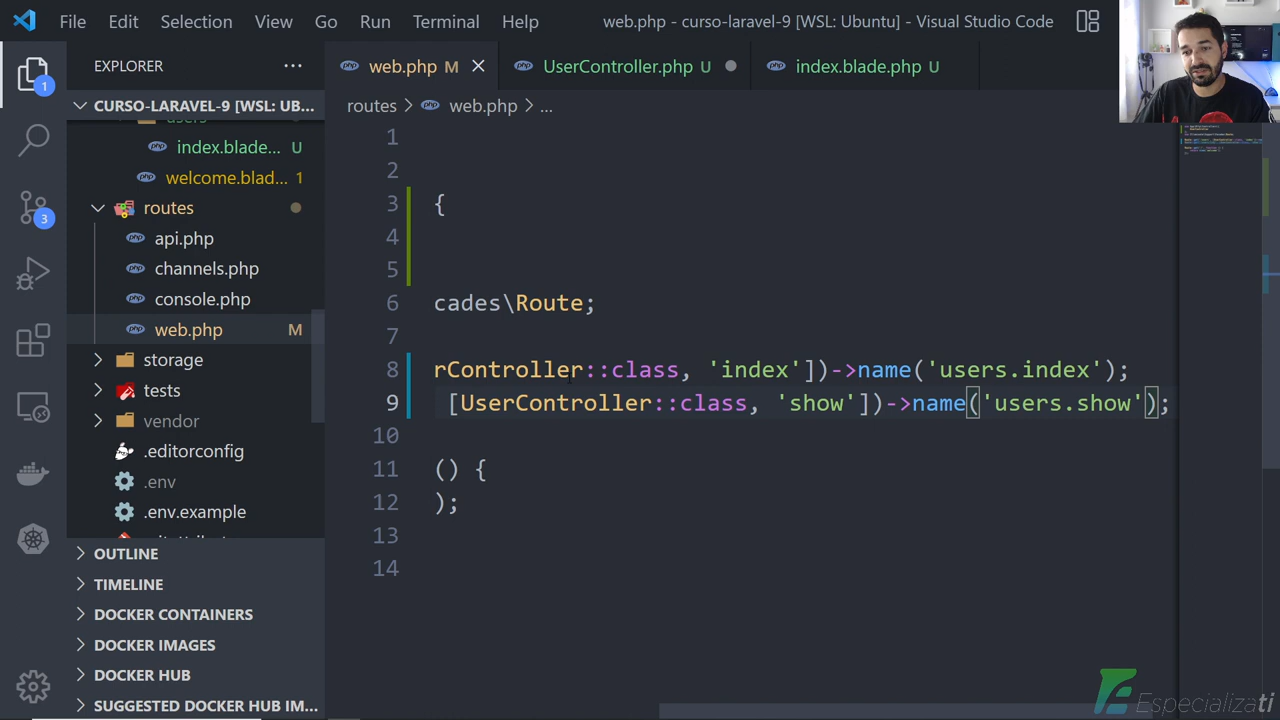 File Edit Selection View Go Run Terminal Help web.php - curso-laravel-9 [WSL: Ubuntu] - Visual Studio Code
EXPLORER
web.php M
UserController.php U
index.blade.php U
1
CURSO-LARAVEL-9 [WSL: UB...
routes > web.php > ...
users
index.blade... U
welcome.blad... 1
routes
api.php
channels.php
console.php
web.php M
storage
tests
vendor
.editorconfig
.env
.env.example
3
OUTLINE
TIMELINE
DOCKER CONTAINERS
DOCKER IMAGES
DOCKER HUB
SUGGESTED DOCKER HUB IM...
1
2
3 {
4
5
6 cades\Route;
7
8 rController::class, 'index'])->name('users.index');
9 [UserController::class, 'show'])->name('users.show');
10
11 () {
12 );
13
14
Especializati